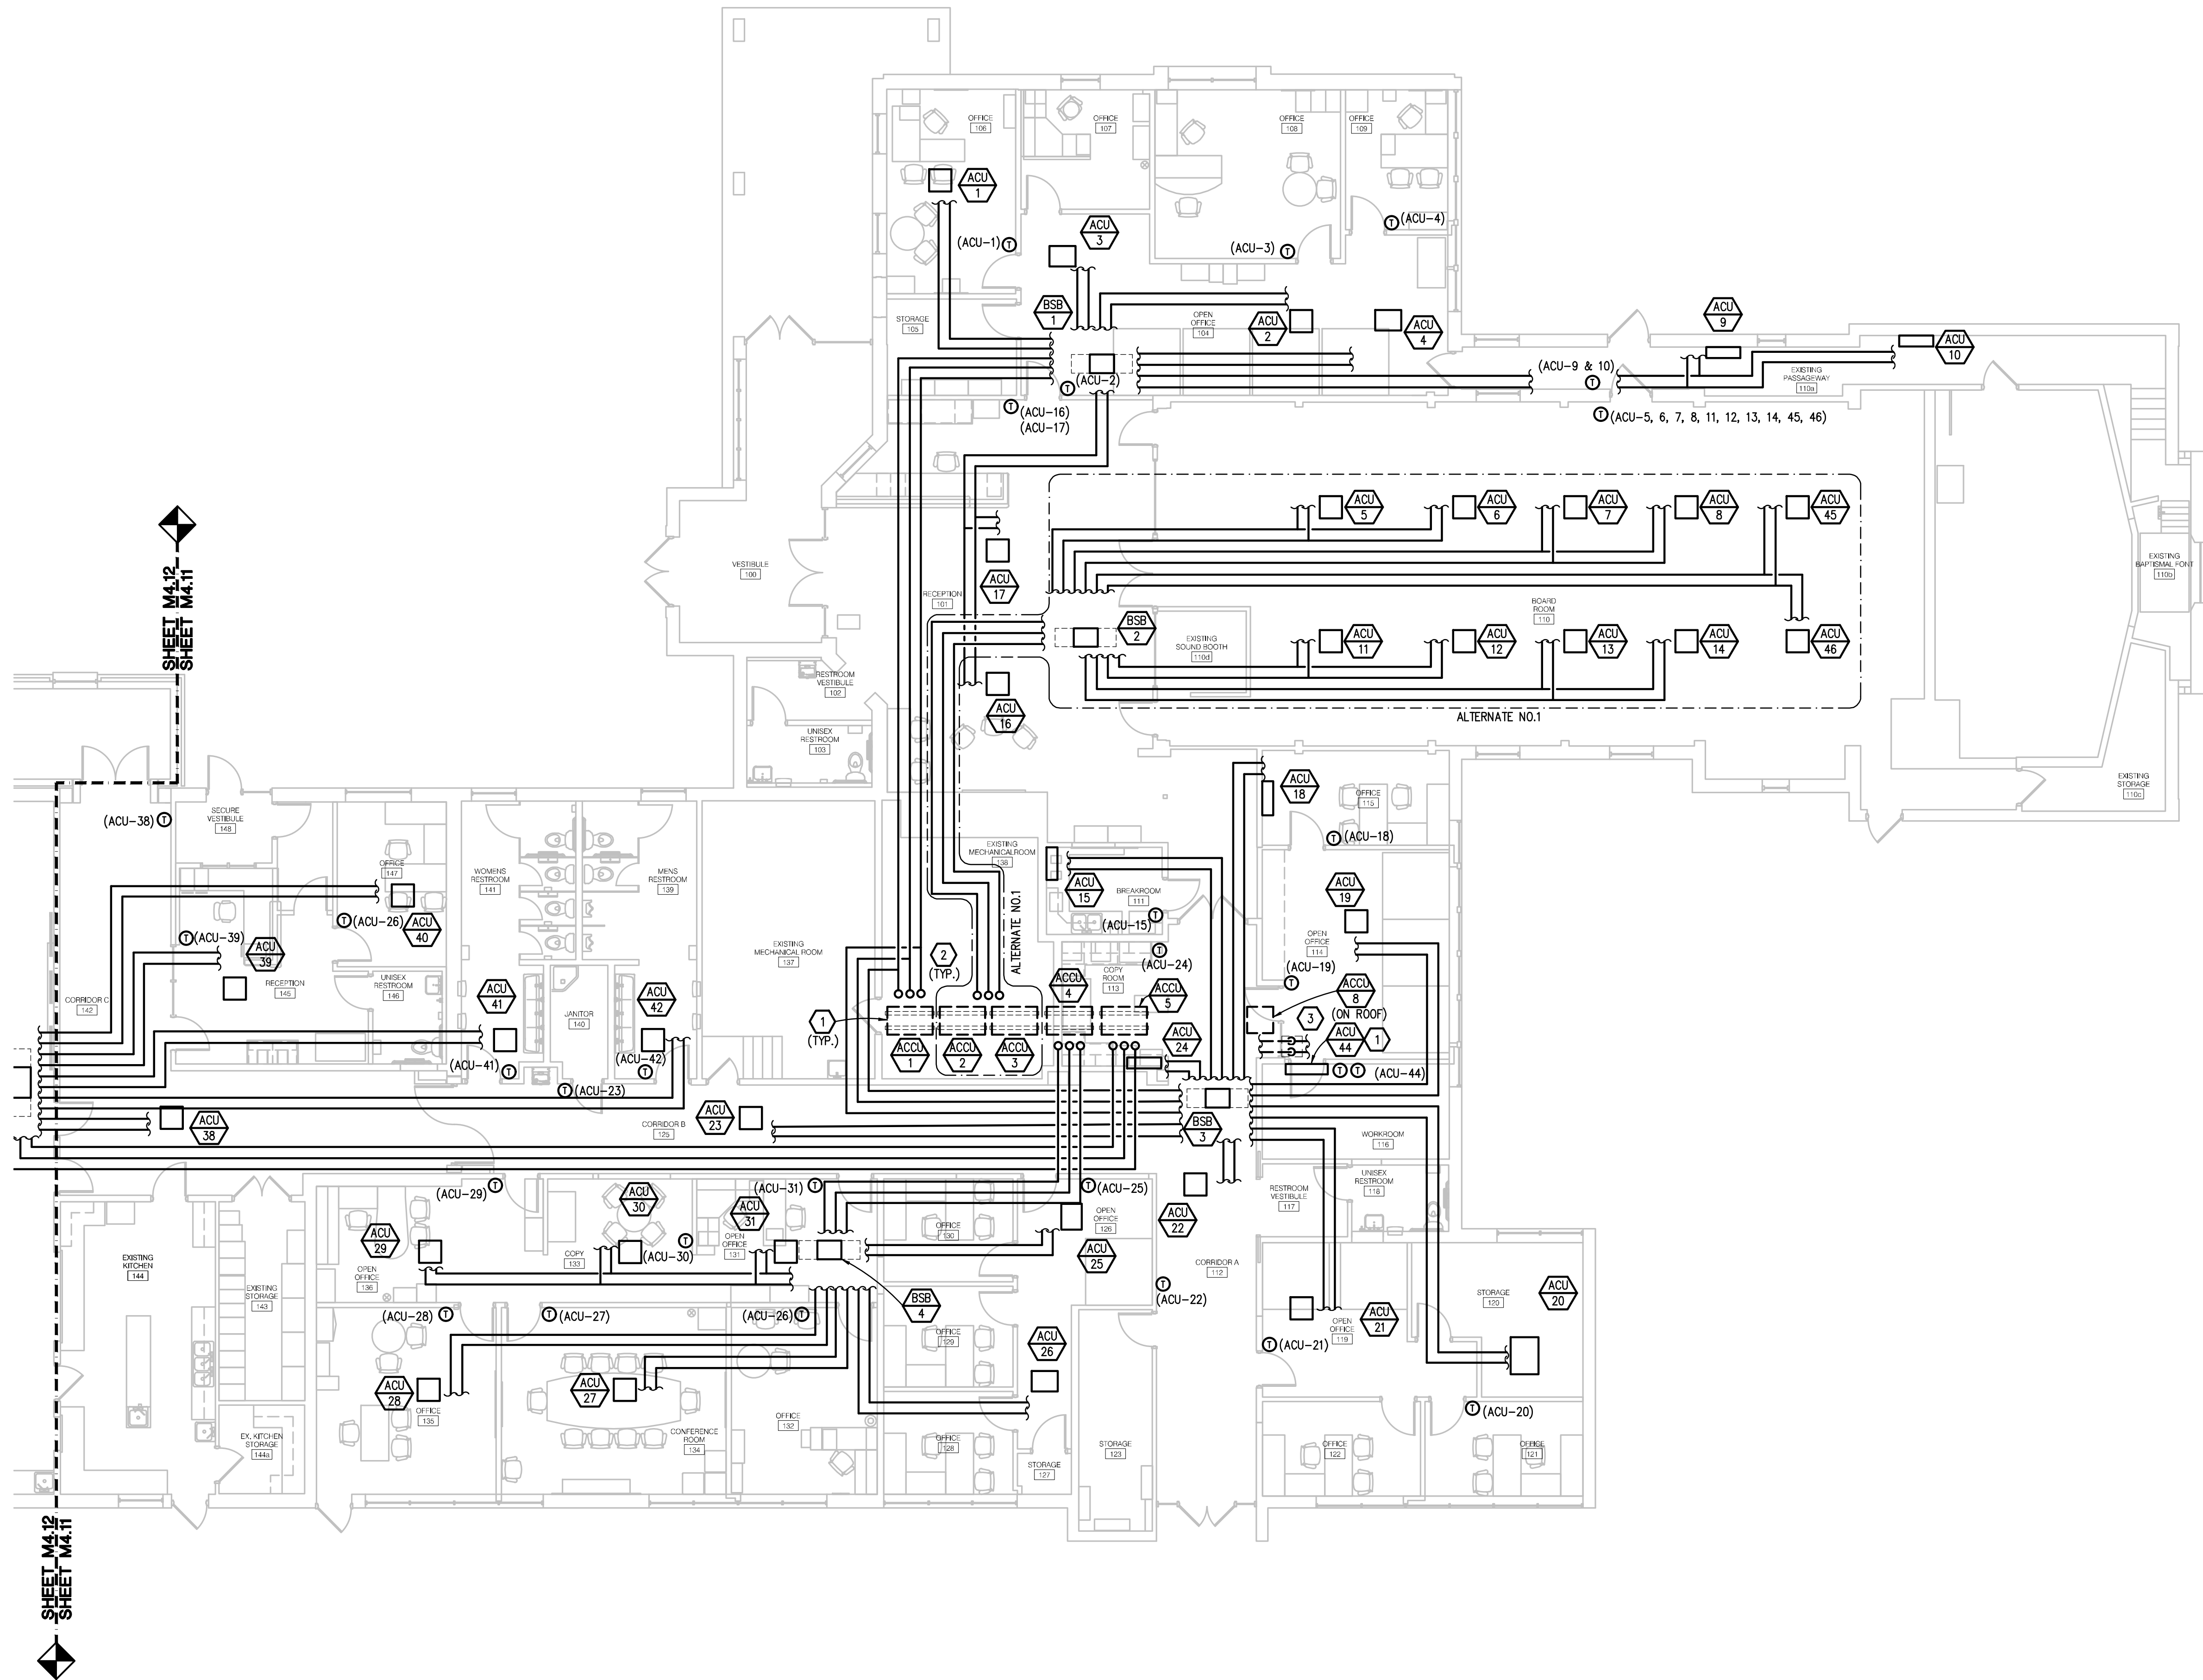 OFFICE
106
OFFICE
107
OFFICE
108
OFFICE
109
ACU
1
(ACU-1) T
ACU
3
(ACU-3) T
T (ACU-4)
BSB
1
STORAGE
105
OPEN
OFFICE
104
ACU
2
ACU
4
ACU
9
ACU
10
(ACU-2)
T
(ACU-9 & 10)
T
EXISTING
PASSAGEWAY
110a
T (ACU-16)
(ACU-17)
T (ACU-5, 6, 7, 8, 11, 12, 13, 14, 45, 46)
ACU
5
ACU
6
ACU
7
ACU
8
ACU
45
SHEET M4.12
SHEET M4.11
VESTIBULE
100
ACU
17
RECEPTION
101
EXISTING
BAPTISMAL FONT
110b
BOARD
ROOM
110
BSB
2
EXISTING
SOUND BOOTH
110d
ACU
11
ACU
12
ACU
13
ACU
14
ACU
46
RESTROOM
VESTIBULE
102
ACU
16
ALTERNATE NO.1
UNISEX
RESTROOM
103
ACU
18
OFFICE
115
EXISTING
STORAGE
110c
SECURE
VESTIBULE
148
(ACU-38) T
T (ACU-18)
OFFICE
147
WOMENS
RESTROOM
141
MENS
RESTROOM
139
EXISTING
MECHANICALROOM
138
ACU
15
BREAKROOM
111
ACU
19
T (ACU-26)
ACU
40
T
(ACU-15)
T (ACU-39)
ACU
39
EXISTING
MECHANICAL ROOM
137
2
(TYP.)
ALTERNATE NO.1
OPEN
OFFICE
114
T
(ACU-24)
(ACU-19)
T
CORRIDOR C
142
RECEPTION
145
UNISEX
RESTROOM
146
ACU
41
JANITOR
140
ACU
42
COPY
ROOM
113
ACCU
4
ACCU
5
ACCU
8
(ON ROOF)
1
(TYP.)
3
ACCU
1
ACCU
2
ACCU
3
ACU
24
ACU
44
1
(ACU-41)
T
(ACU-42)
T
T T (ACU-44)
T (ACU-23)
ACU
38
CORRIDOR B
125
ACU
23
BSB
3
WORKROOM
116
(ACU-29)
T
(ACU-31) T
T (ACU-25)
RESTROOM
VESTIBULE
117
UNISEX
RESTROOM
118
ACU
29
ACU
30
ACU
31
OPEN
OFFICE
131
OFFICE
130
OPEN
OFFICE
126
ACU
22
EXISTING
KITCHEN
144
EXISTING
STORAGE
143
OPEN
OFFICE
136
COPY
133
T
(ACU-30)
ACU
25
CORRIDOR A
112
T
(ACU-22)
BSB
4
STORAGE
120
ACU
20
(ACU-28) T
T (ACU-27)
(ACU-26) T
OFFICE
129
ACU
26
OPEN
OFFICE
119
ACU
21
T (ACU-21)
ACU
28
OFFICE
135
ACU
27
OFFICE
132
T (ACU-20)
EX. KITCHEN
STORAGE
144a
CONFERENCE
ROOM
134
OFFICE
128
STORAGE
127
STORAGE
123
OFFICE
122
OFFICE
121
SHEET M4.12
SHEET M4.11